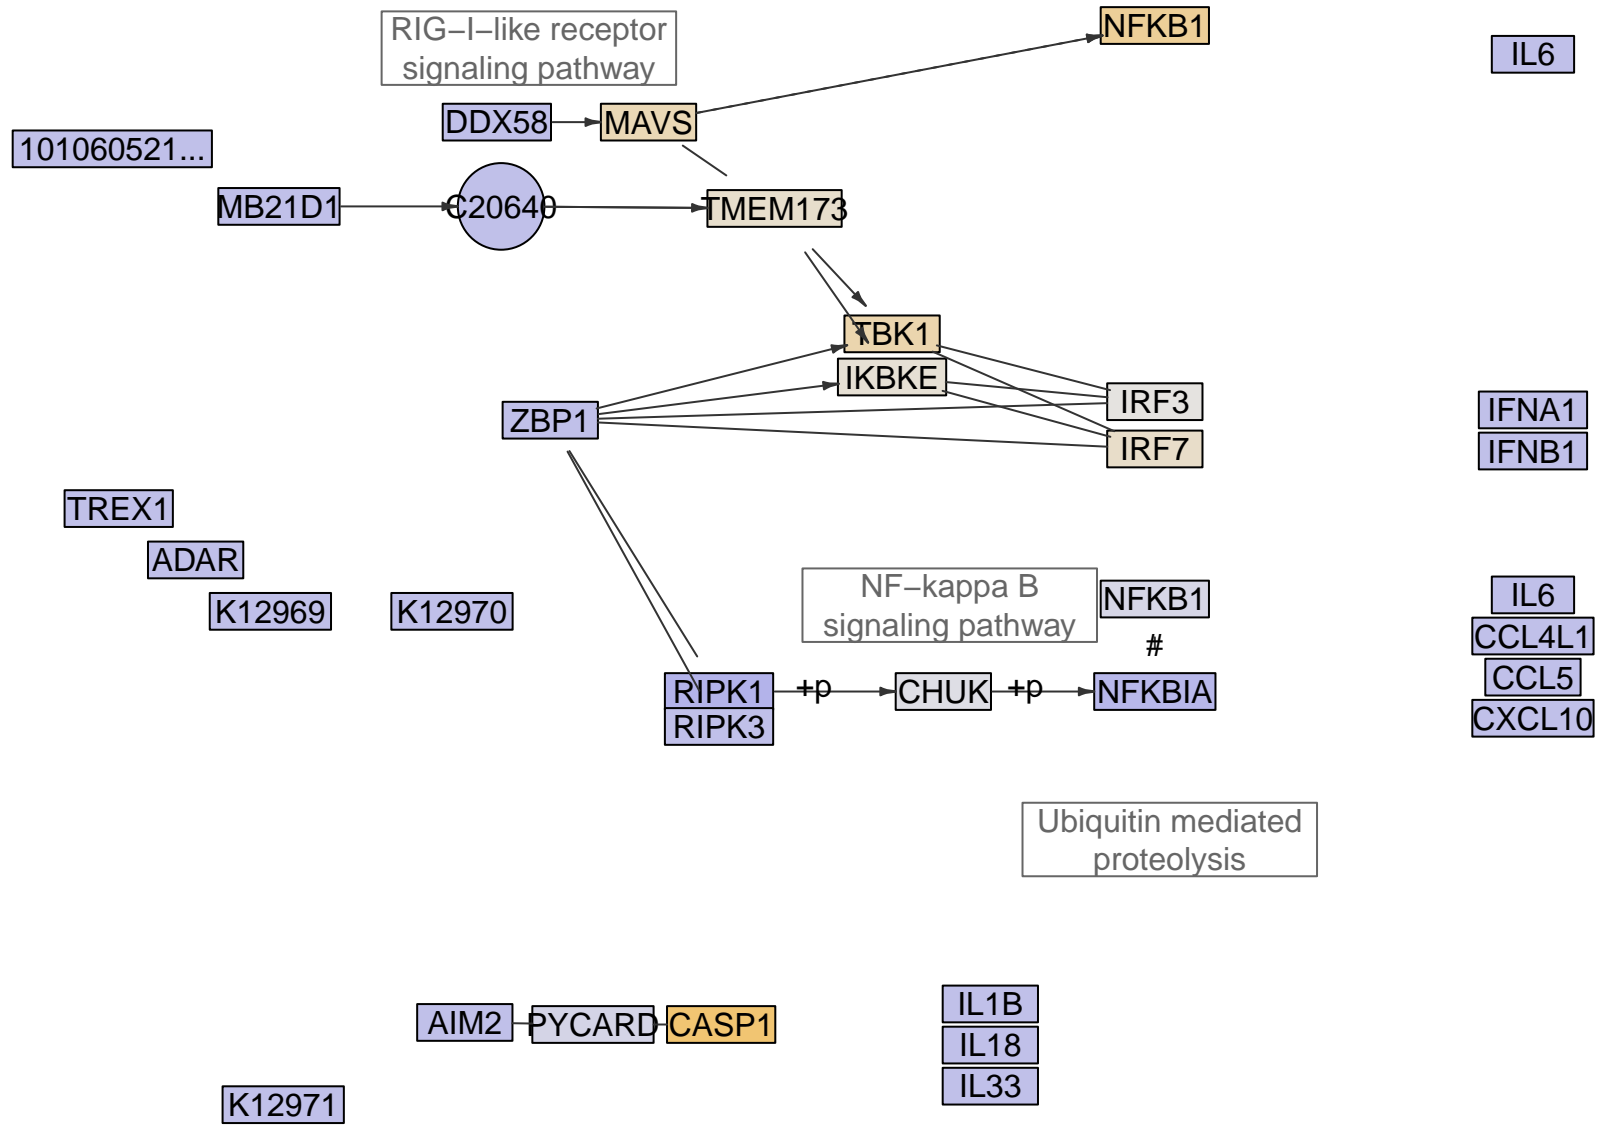 RIG−I−like receptor
signaling pathway
NFKB1
IL6
DDX58
MAVS
101060521...
MB21D1
C20640
TMEM173
TBK1
IKBKE
ZBP1
IRF3
IRF7
IFNA1
IFNB1
TREX1
ADAR
K12969
K12970
NF−kappa B
signaling pathway
NFKB1
#
IL6
CCL4L1
CCL5
CXCL10
RIPK1
+p
CHUK
+p
NFKBIA
RIPK3
Ubiquitin mediated
proteolysis
AIM2
PYCARD
CASP1
IL1B
IL18
IL33
K12971